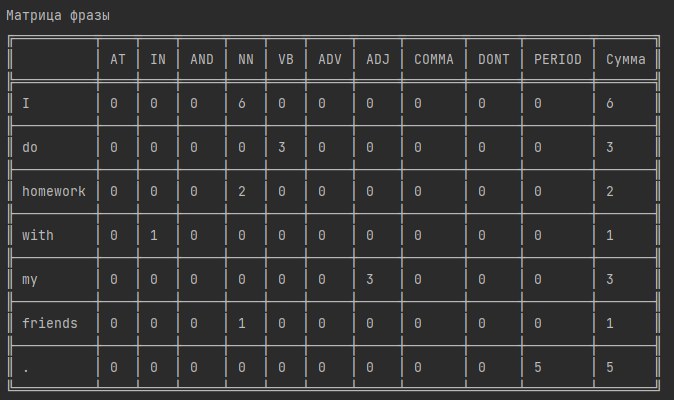 Матрица фразы
AT IN AND NN VB ADV ADJ COMMA DONT PERIOD Сумма
I 0 0 0 6 0 0 0 0 0 0 6
do 0 0 0 0 3 0 0 0 0 0 3
homework 0 0 0 2 0 0 0 0 0 0 2
with 0 1 0 0 0 0 0 0 0 0 1
my 0 0 0 0 0 0 3 0 0 0 3
friends 0 0 0 1 0 0 0 0 0 0 1
. 0 0 0 0 0 0 0 0 0 5 5